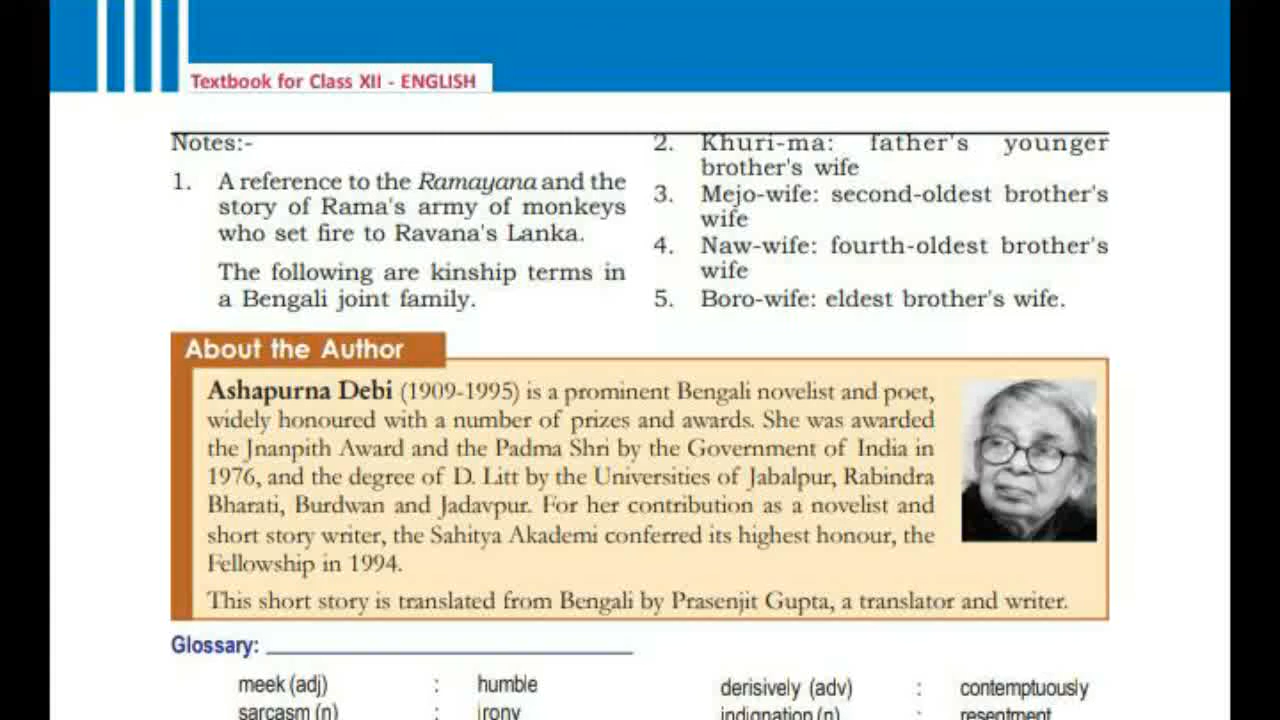 Textbook for Class XII - ENGLISH
Notes:-
1. A reference to the Ramayana and the
story of Rama's army of monkeys
who set fire to Ravana's Lanka.
The following are kinship terms in
a Bengali joint family.
2. Khuri-ma: father's younger
brother's wife
3. Mejo-wife: second-oldest brother's
wife
4. Naw-wife: fourth-oldest brother's
wife
5. Boro-wife: eldest brother's wife.
About the Author
Ashapurna Debi (1909-1995) is a prominent Bengali novelist and poet,
widely honoured with a number of prizes and awards. She was awarded
the Jnanpith Award and the Padma Shri by the Government of India in
1976, and the degree of D. Litt by the Universities of Jabalpur, Rabindra
Bharati, Burdwan and Jadavpur. For her contribution as a novelist and
short story writer, the Sahitya Akademi conferred its highest honour, the
Fellowship in 1994.
This short story is translated from Bengali by Prasenjit Gupta, a translator and writer.
Glossary:
meek (adj) : humble
sarcasm (n) : irony
derisively (adv) : contemptuously
indignation (n) : resentment